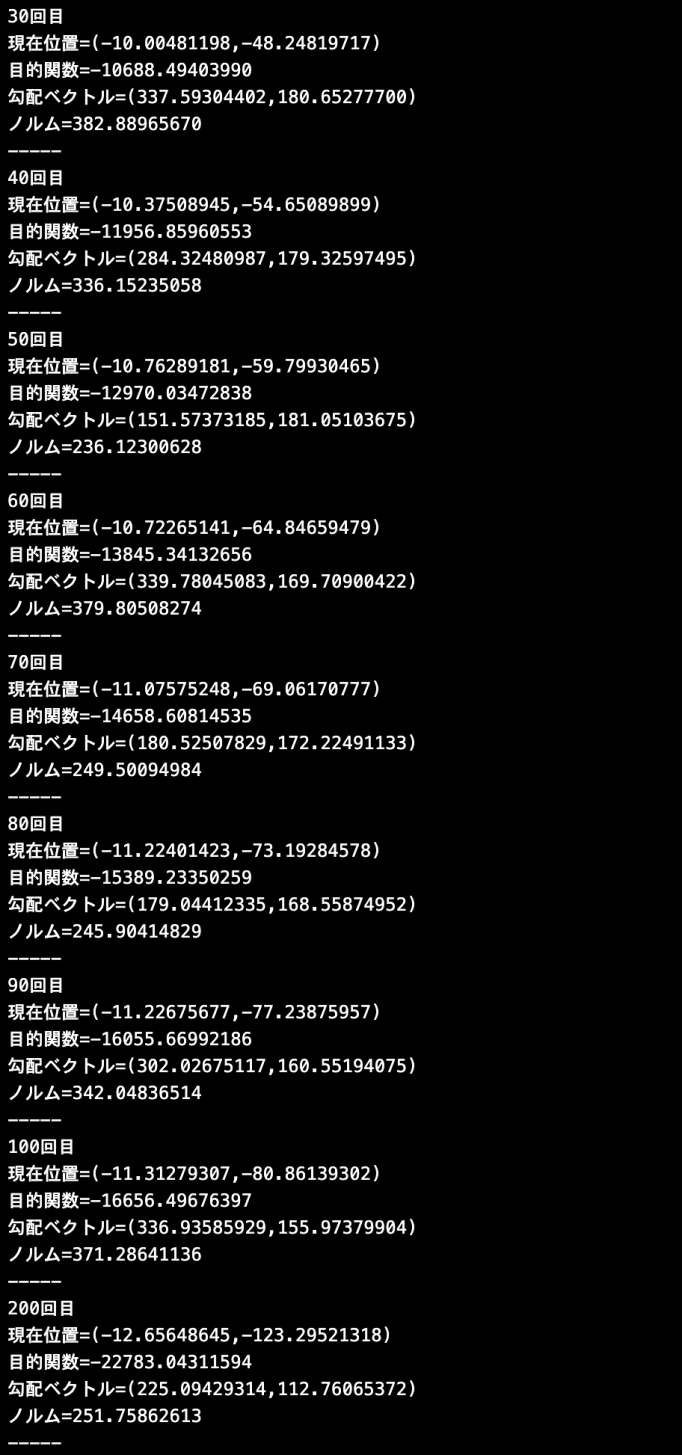 30回目
現在位置=(-10.00481198,-48.24819717)
目的関数=-10688.49403990
勾配ベクトル=(337.59304402,180.65277700)
ノルム=382.88965670
-----
40回目
現在位置=(-10.37508945,-54.65089899)
目的関数=-11956.85960553
勾配ベクトル=(284.32480987,179.32597495)
ノルム=336.15235058
-----
50回目
現在位置=(-10.76289181,-59.79930465)
目的関数=-12970.03472838
勾配ベクトル=(151.57373185,181.05103675)
ノルム=236.12300628
-----
60回目
現在位置=(-10.72265141,-64.84659479)
目的関数=-13845.34132656
勾配ベクトル=(339.78045083,169.70900422)
ノルム=379.80508274
-----
70回目
現在位置=(-11.07575248,-69.06170777)
目的関数=-14658.60814535
勾配ベクトル=(180.52507829,172.22491133)
ノルム=249.50094984
-----
80回目
現在位置=(-11.22401423,-73.19284578)
目的関数=-15389.23350259
勾配ベクトル=(179.04412335,168.55874952)
ノルム=245.90414829
-----
90回目
現在位置=(-11.22675677,-77.23875957)
目的関数=-16055.66992186
勾配ベクトル=(302.02675117,160.55194075)
ノルム=342.04836514
-----
100回目
現在位置=(-11.31279307,-80.86139302)
目的関数=-16656.49676397
勾配ベクトル=(336.93585929,155.97379904)
ノルム=371.28641136
-----
200回目
現在位置=(-12.65648645,-123.29521318)
目的関数=-22783.04311594
勾配ベクトル=(225.09429314,112.76065372)
ノルム=251.75862613
-----